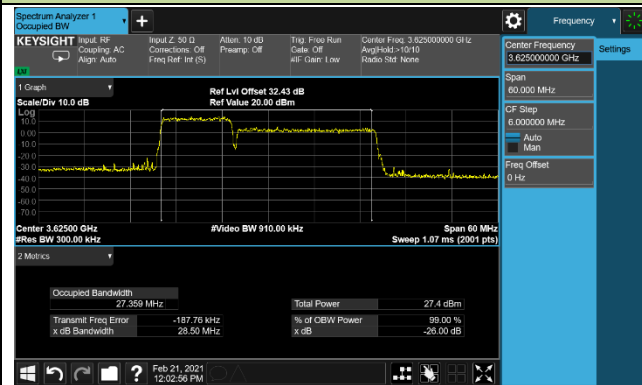 Spectrum Analyzer 1
Occupied BW
Frequency
KEYSIGHT
Input: RF
Coupling: AC
Align: Auto
Input Z: 50 Ω
Corrections: Off
Freq Ref: Int (S)
Atten: 10 dB
Preamp: Off
Trig: Free Run
Gate: Off
#IF Gain: Low
Center Freq: 3.625000000 GHz
Avg|Hold:>10/10
Radio Std: None
Center Frequency
3.625000000 GHz
Settings
Span
60.000 MHz
CF Step
6.000000 MHz
Auto
Man
Freq Offset
0 Hz
1 Graph
Scale/Div 10.0 dB
Ref Lvl Offset 32.43 dB
Ref Value 20.00 dBm
Log
10.0
0.00
-10.0
-20.0
-30.0
-40.0
-50.0
-60.0
-70.0
Center 3.62500 GHz
#Res BW 300.00 kHz
#Video BW 910.00 kHz
Span 60 MHz
Sweep 1.07 ms (2001 pts)
2 Metrics
Occupied Bandwidth
27.359 MHz
Total Power 27.4 dBm
Transmit Freq Error -187.76 kHz
% of OBW Power 99.00 %
x dB Bandwidth 28.50 MHz
x dB -26.00 dB
Feb 21, 2021
12:02:56 PM